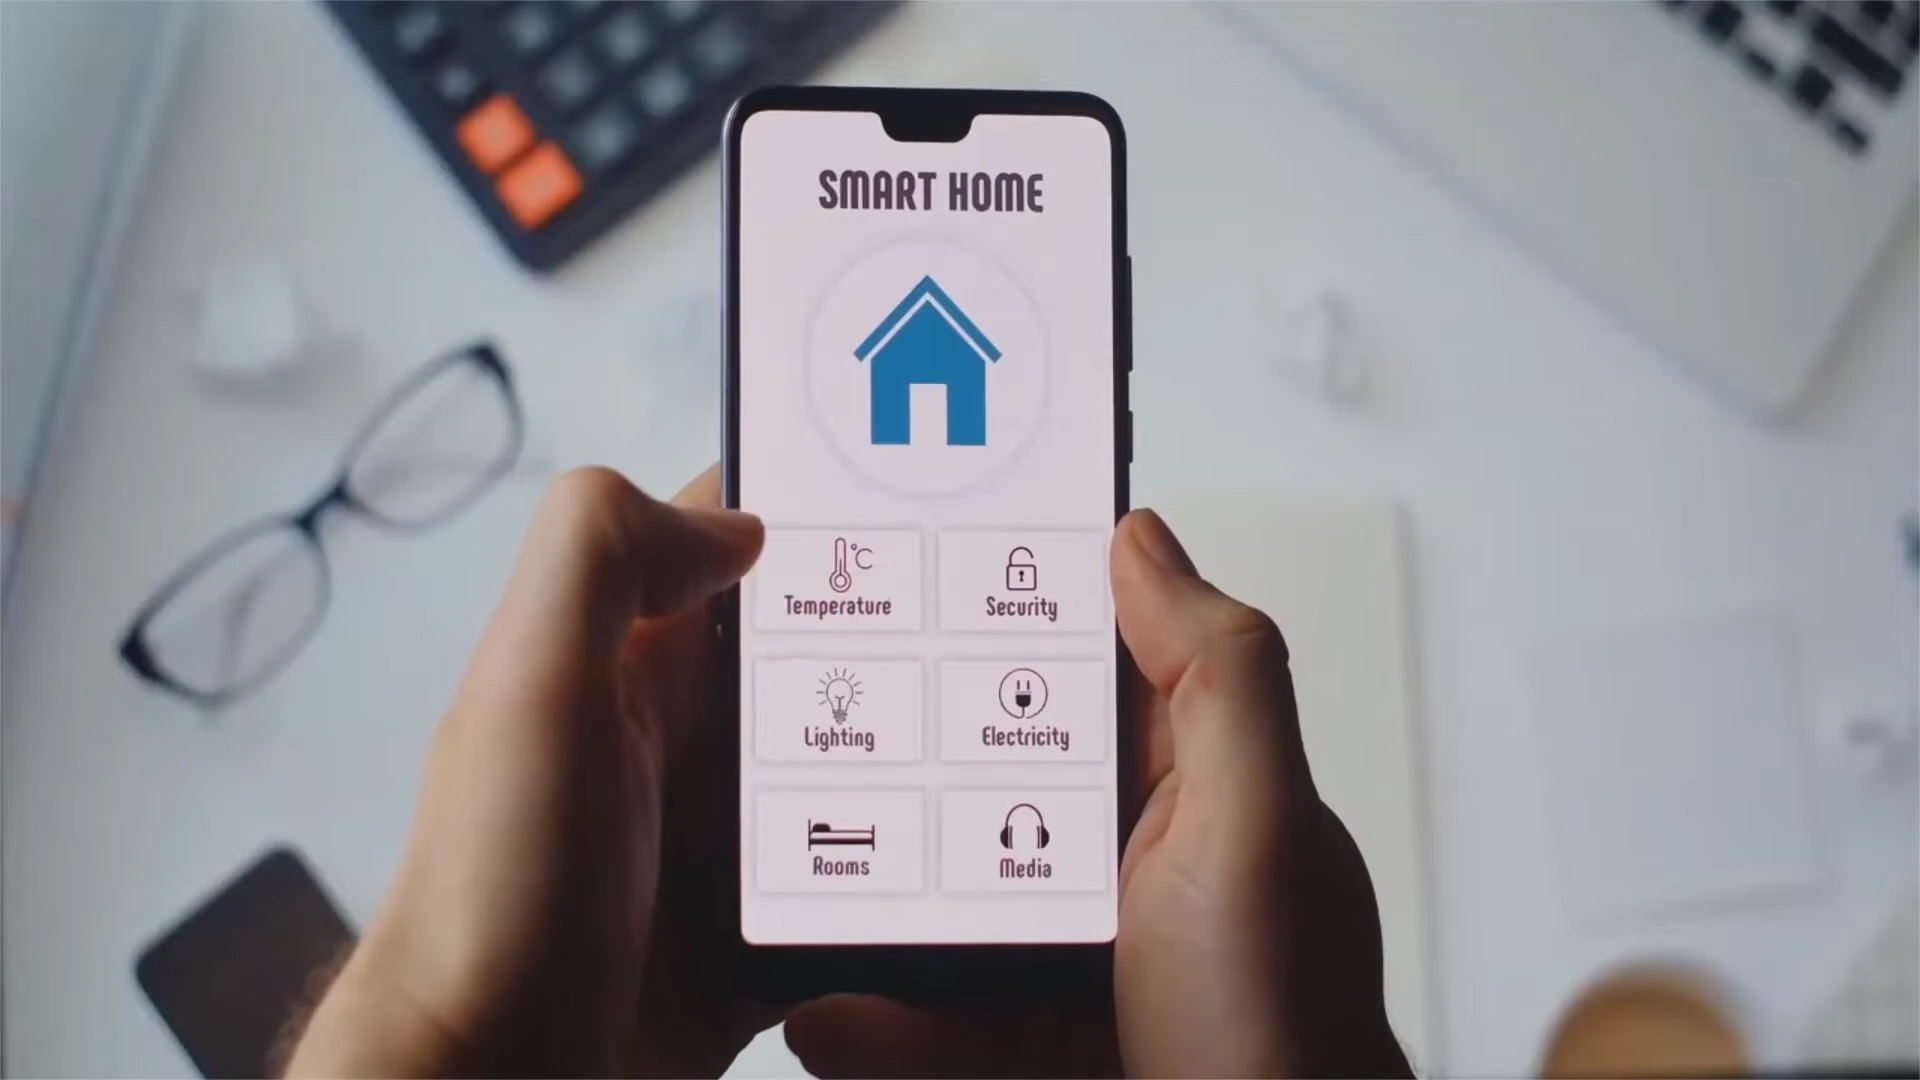 SMART HOME
°C
Temperature
Security
Lighting
Electricity
Rooms
Media